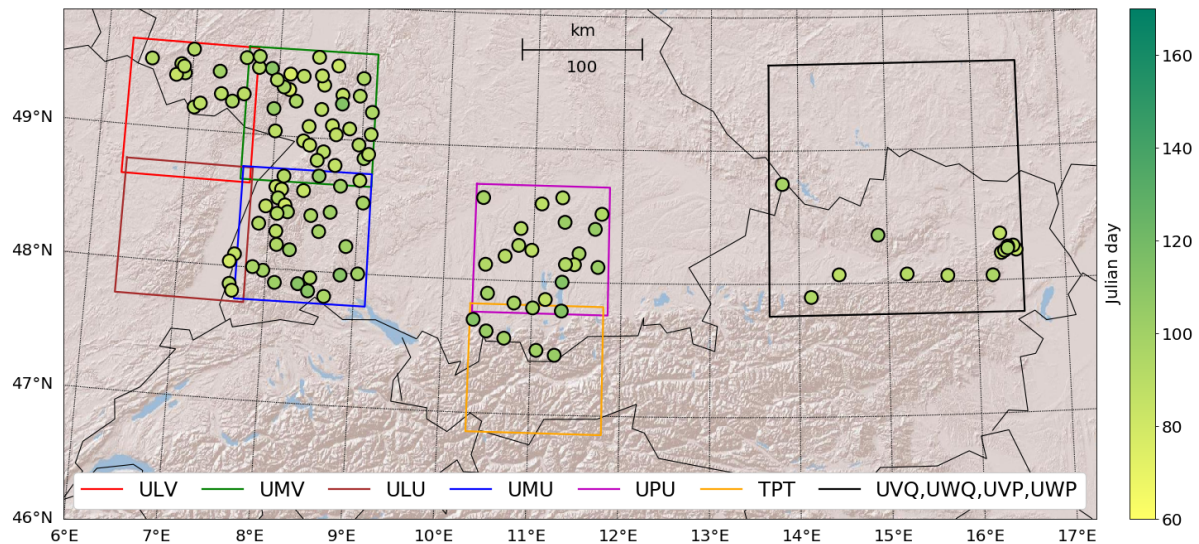 km
100
49°N
48°N
47°N
46°N
6°E 7°E 8°E 9°E 10°E 11°E 12°E 13°E 14°E 15°E 16°E 17°E
ULV UMV ULU UMU UPU TPT UVQ,UWQ,UVP,UWP
160
140
120
100
80
60
Julian day